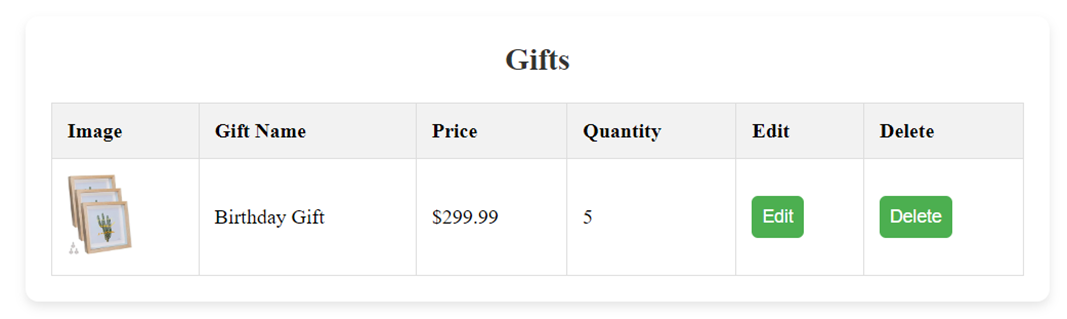 Gifts
Image Gift Name Price Quantity Edit Delete
Birthday Gift $299.99 5 Edit Delete